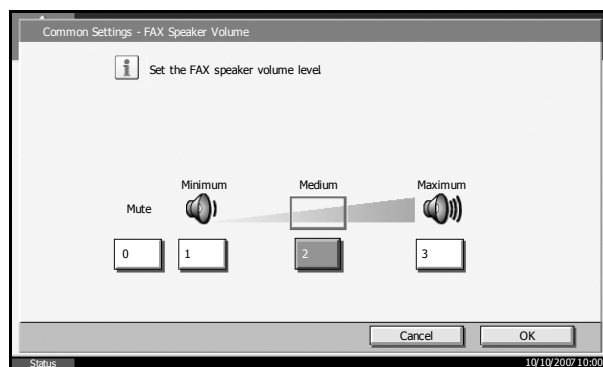 Common Settings - FAX Speaker Volume
i Set the FAX speaker volume level
Minimum Medium Maximum
Mute
0 1 2 3
Cancel OK
Status 10/10/2007 10:00